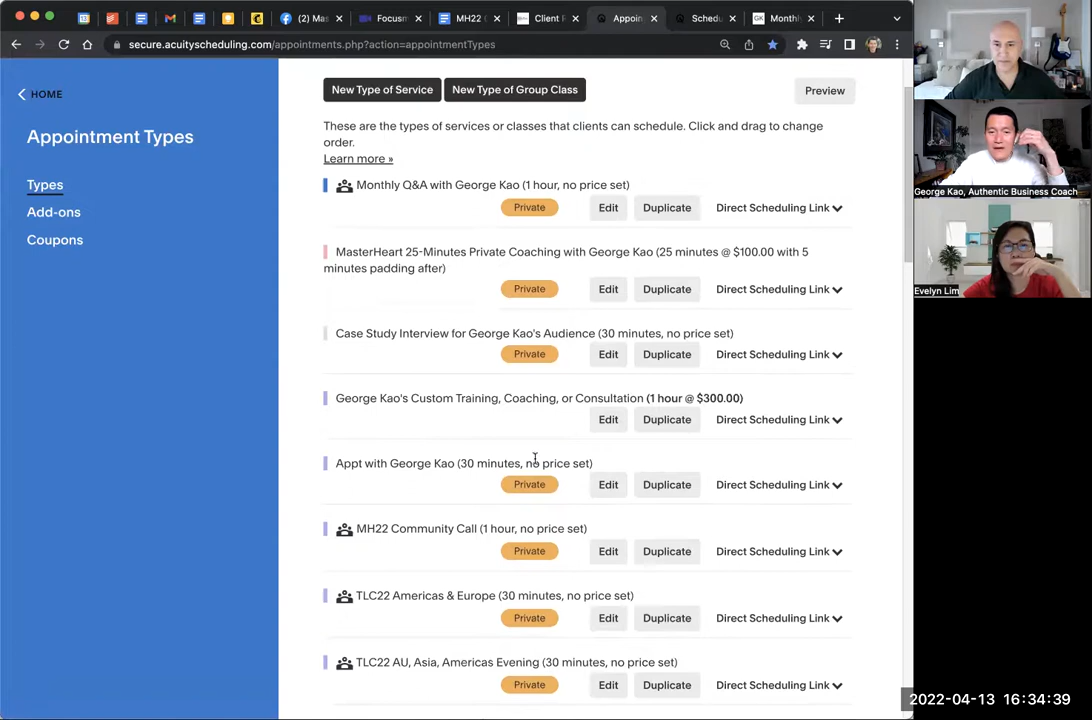 (2) Mas
Focusm
MH22
Client F
Appoin
Schedu
GK Monthly
secure.acuityscheduling.com/appointments.php?action=appointmentTypes
HOME
Appointment Types
Types
Add-ons
Coupons
New Type of Service
New Type of Group Class
Preview
These are the types of services or classes that clients can schedule. Click and drag to change
order.
Learn more »
Monthly Q&A with George Kao (1 hour, no price set)
Private Edit Duplicate Direct Scheduling Link
MasterHeart 25-Minutes Private Coaching with George Kao (25 minutes @ $100.00 with 5
minutes padding after)
Private Edit Duplicate Direct Scheduling Link
Case Study Interview for George Kao's Audience (30 minutes, no price set)
Private Edit Duplicate Direct Scheduling Link
George Kao's Custom Training, Coaching, or Consultation (1 hour @ $300.00)
Edit Duplicate Direct Scheduling Link
Appt with George Kao (30 minutes, no price set)
Private Edit Duplicate Direct Scheduling Link
MH22 Community Call (1 hour, no price set)
Private Edit Duplicate Direct Scheduling Link
TLC22 Americas & Europe (30 minutes, no price set)
Private Edit Duplicate Direct Scheduling Link
TLC22 AU, Asia, Americas Evening (30 minutes, no price set)
Private Edit Duplicate Direct Scheduling Link
George Kao, Authentic Business Coach
Evelyn Lim
2022-04-13 16:34:39